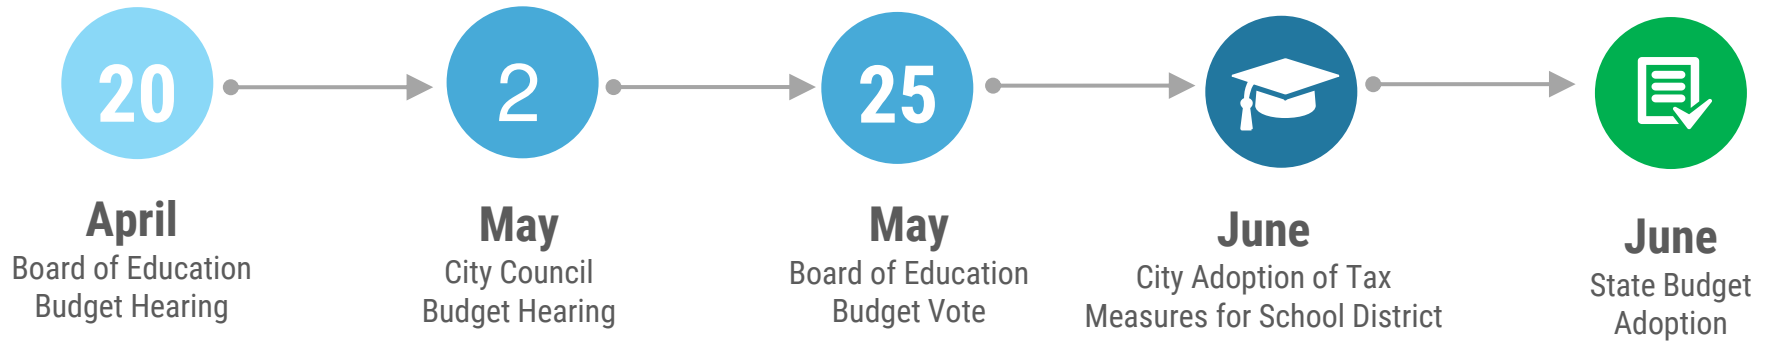 20
April
Board of Education
Budget Hearing
2
May
City Council
Budget Hearing
25
May
Board of Education
Budget Vote
June
City Adoption of Tax
Measures for School District
June
State Budget
Adoption